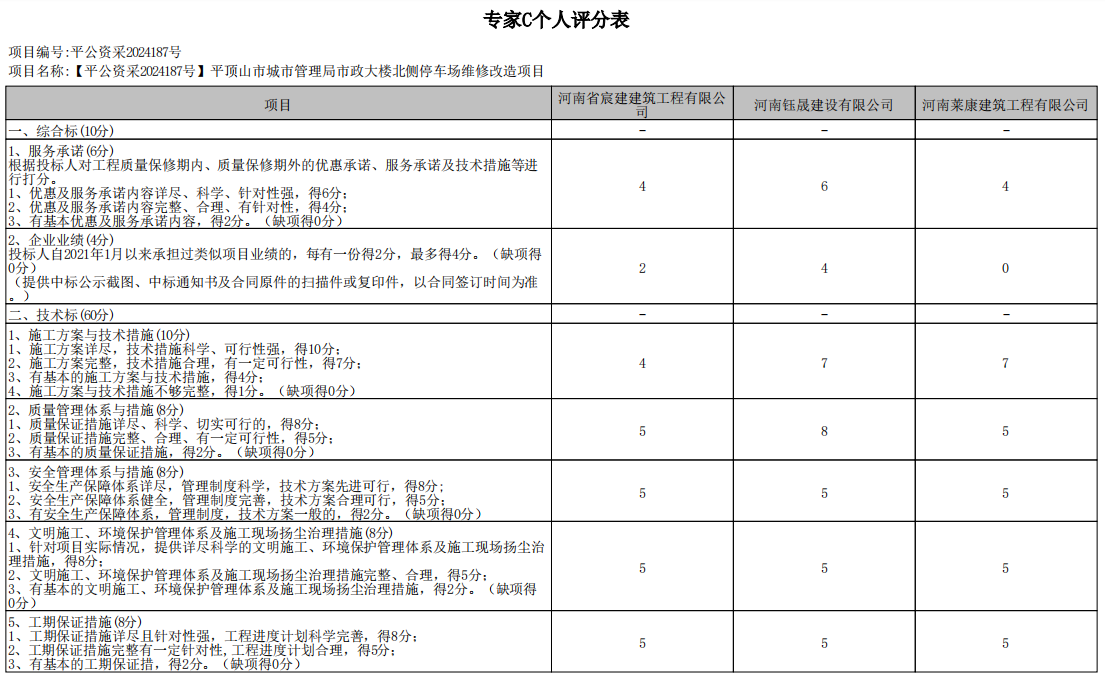 专家C个人评分表
项目编号:平公资采2024187号
项目名称:【平公资采2024187号】平顶山市城市管理局市政大楼北侧停车场维修改造项目
项目 河南省宸建建筑工程有限公司 河南钰晟建设有限公司 河南莱康建筑工程有限公司
一、综合标(10分) — — —
1、服务承诺(6分)
根据投标人对工程质量保修期内、质量保修期外的优惠承诺、服务承诺及技术措施等进
行打分。
1、优惠及服务承诺内容详尽、科学、针对性强，得6分；
2、优惠及服务承诺内容完整、合理、有针对性，得4分；
3、有基本优惠及服务承诺内容，得2分。（缺项得0分）
4 6 4
2、企业业绩(4分)
投标人自2021年1月以来承担过类似项目业绩的，每有一份得2分，最多得4分。（缺项得
0分）
（提供中标公示截图、中标通知书及合同原件的扫描件或复印件，以合同签订时间为准
。）
2 4 0
二、技术标(60分) — — —
1、施工方案与技术措施(10分)
1、施工方案详尽，技术措施科学、可行性强，得10分；
2、施工方案完整，技术措施合理，有一定可行性，得7分；
3、有基本的施工方案与技术措施，得4分；
4、施工方案与技术措施不够完整，得1分。（缺项得0分）
4 7 7
2、质量管理体系与措施(8分)
1、质量保证措施详尽、科学、切实可行的，得8分；
2、质量保证措施完整、合理、有一定可行性，得5分；
3、有基本的质量保证措施，得2分。（缺项得0分）
5 8 5
3、安全管理体系与措施(8分)
1、安全生产保障体系详尽，管理制度科学，技术方案先进可行，得8分；
2、安全生产保障体系健全，管理制度完善，技术方案合理可行，得5分；
3、有安全生产保障体系，管理制度，技术方案一般的，得2分。（缺项得0分）
5 5 5
4、文明施工、环境保护管理体系及施工现场扬尘治理措施(8分)
1、针对项目实际情况，提供详尽科学的文明施工、环境保护管理体系及施工现场扬尘治
理措施，得8分；
2、文明施工、环境保护管理体系及施工现场扬尘治理措施完整、合理，得5分；
3、有基本的文明施工、环境保护管理体系及施工现场扬尘治理措施，得2分。（缺项得
0分）
5 5 5
5、工期保证措施(8分)
1、工期保证措施详尽且针对性强，工程进度计划科学完善，得8分；
2、工期保证措施完整有一定针对性,工程进度计划合理，得5分；
3、有基本的工期保证措，得2分。（缺项得0分）
5 5 5